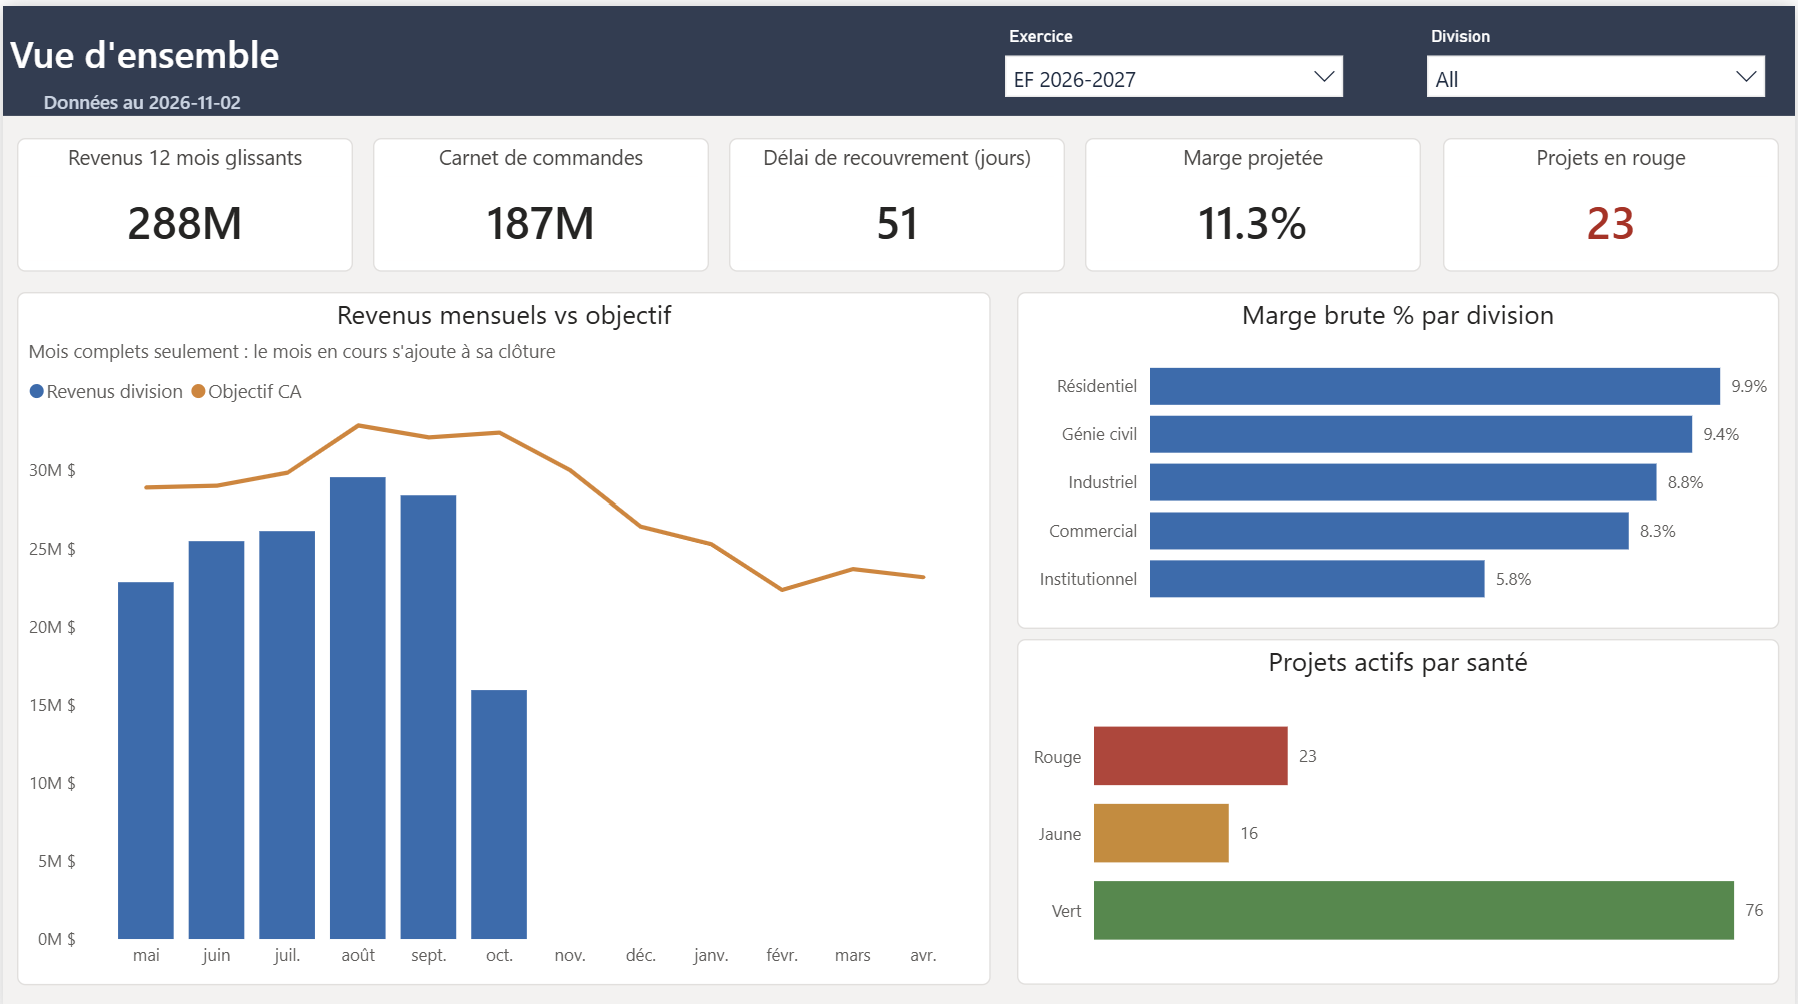 Vue d'ensemble
Données au 2026-11-02
Exercice
EF 2026-2027
Division
All
Revenus 12 mois glissants
288M
Carnet de commandes
187M
Délai de recouvrement (jours)
51
Marge projetée
11.3%
Projets en rouge
23
Revenus mensuels vs objectif
Mois complets seulement : le mois en cours s'ajoute à sa clôture
Revenus division
Objectif CA
30M $
25M $
20M $
15M $
10M $
5M $
0M $
mai
juin
juil.
août
sept.
oct.
nov.
déc.
janv.
févr.
mars
avr.
Marge brute % par division
Résidentiel
9.9%
Génie civil
9.4%
Industriel
8.8%
Commercial
8.3%
Institutionnel
5.8%
Projets actifs par santé
Rouge
23
Jaune
16
Vert
76